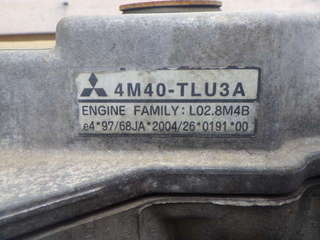 4M40-TLU3A
ENGINE FAMILY: L02.8M4B
e4*97/68JA*2004/26*0191*00